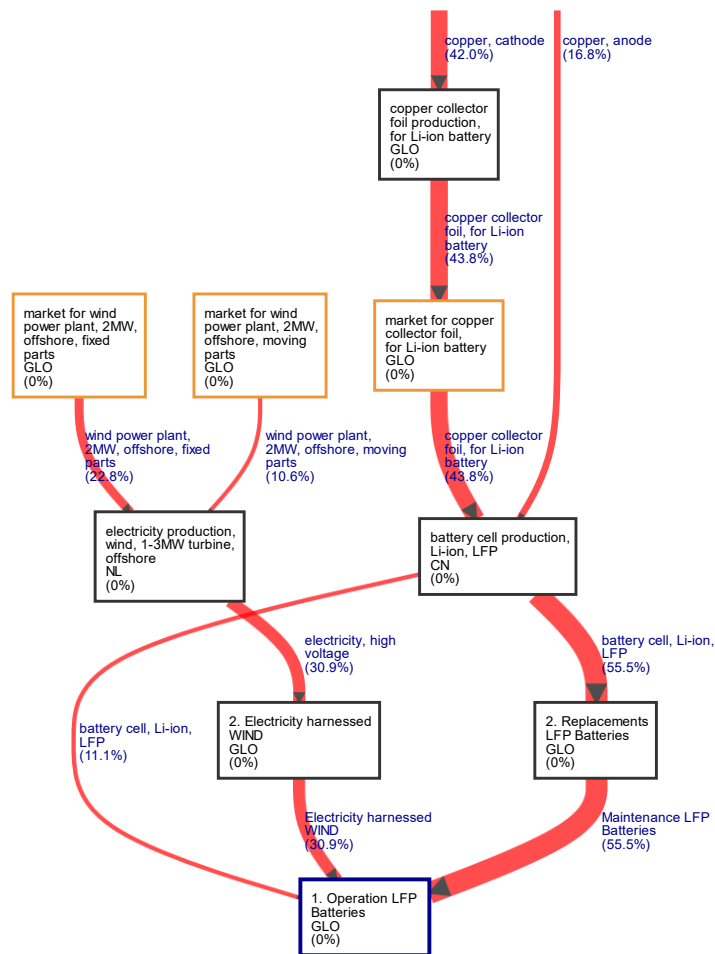 copper, cathode
(42.0%)
copper, anode
(16.8%)
copper collector
foil production,
for Li-ion battery
GLO
(0%)
copper collector
foil, for Li-ion
battery
(43.8%)
market for wind
power plant, 2MW,
offshore, fixed
parts
GLO
(0%)
market for wind
power plant, 2MW,
offshore, moving
parts
GLO
(0%)
market for copper
collector foil,
for Li-ion battery
GLO
(0%)
wind power plant,
2MW, offshore, fixed
parts
(22.8%)
wind power plant,
2MW, offshore, moving
parts
(10.6%)
copper collector
foil, for Li-ion
battery
(43.8%)
electricity production,
wind, 1-3MW turbine,
offshore
NL
(0%)
battery cell production,
Li-ion, LFP
CN
(0%)
electricity, high
voltage
(30.9%)
battery cell, Li-ion,
LFP
(55.5%)
battery cell, Li-ion,
LFP
(11.1%)
2. Electricity harnessed
WIND
GLO
(0%)
2. Replacements
LFP Batteries
GLO
(0%)
Electricity harnessed
WIND
(30.9%)
Maintenance LFP
Batteries
(55.5%)
1. Operation LFP
Batteries
GLO
(0%)